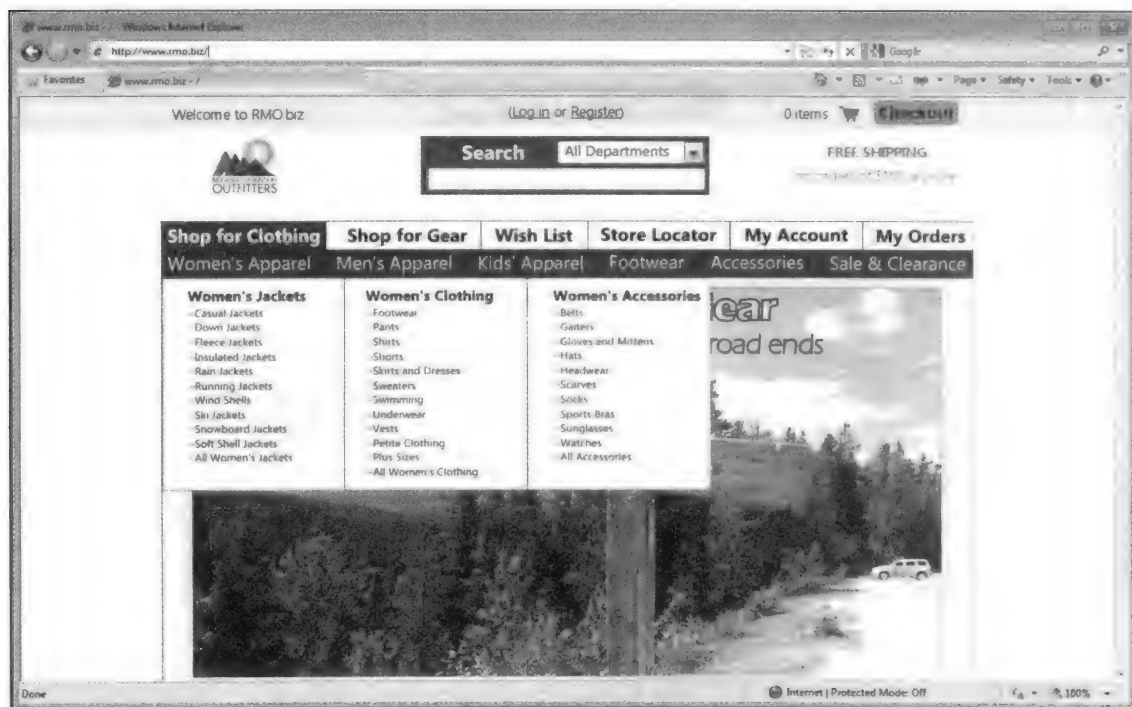 www.rmo.biz - / - Windows Internet Explorer
http://www.rmo.biz/
Google
Favorites
www.rmo.biz - /
Page
Safety
Tools
Welcome to RMO biz
(Log in or Register)
0 items
Checkout
Search
All Departments
FREE SHIPPING
OUTFITTERS
Shop for Clothing
Shop for Gear
Wish List
Store Locator
My Account
My Orders
Women's Apparel
Men's Apparel
Kids' Apparel
Footwear
Accessories
Sale & Clearance
Women's Jackets
Casual Jackets
Down Jackets
Fleece Jackets
Insulated Jackets
Rain Jackets
Running Jackets
Wind Shells
Ski Jackets
Snowboard Jackets
Soft Shell Jackets
All Women's Jackets
Women's Clothing
Footwear
Pants
Shirts
Shorts
Skirts and Dresses
Sweaters
Swimming
Underwear
Vests
Petite Clothing
Plus Sizes
All Women's Clothing
Women's Accessories
Belts
Gaiters
Gloves and Mittens
Hats
Headwear
Scarves
Socks
Sports Bras
Sunglasses
Watches
All Accessories
road ends
Done
Internet | Protected Mode: Off
100%